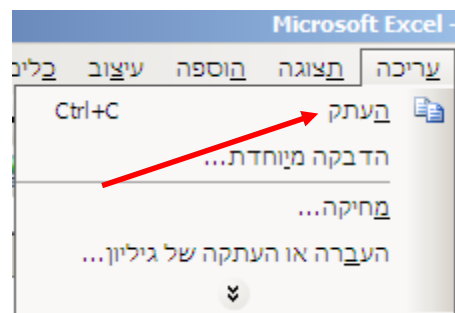 Microsoft Excel -
עריכה תצוגה הוספה עיצוב כלים
העתק Ctrl+C
הדבקה מיוחדת...
מחיקה...
העברה או העתקה של גיליון...